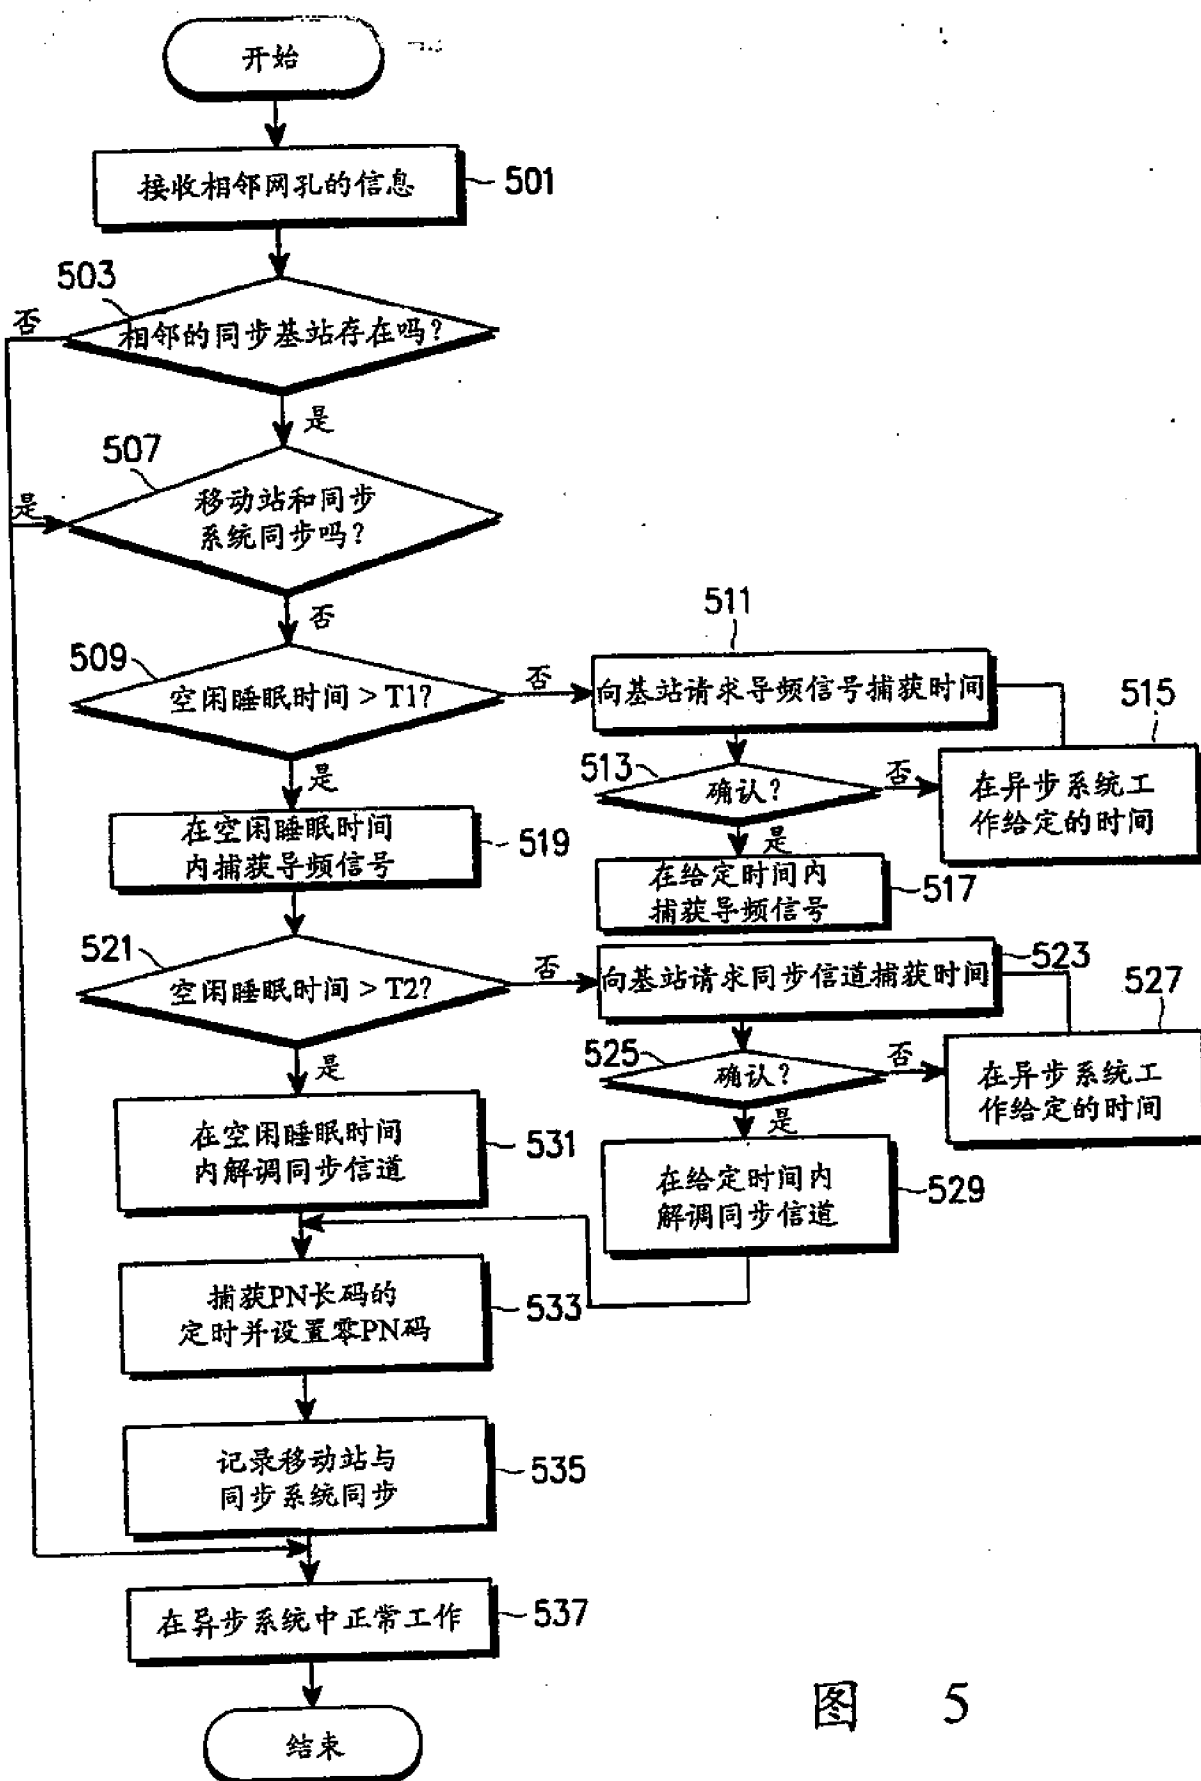 开始
接收相邻网孔的信息
501
503
否
相邻的同步基站存在吗?
是
507
是
移动站和同步
系统同步吗?
否
509
空闲睡眠时间 > T1?
否
511
向基站请求导频信号捕获时间
515
513
确认?
否
在异步系统工
作给定的时间
是
是
在空闲睡眠时间
内捕获导频信号
519
在给定时间内
捕获导频信号
517
521
空闲睡眠时间 > T2?
否
向基站请求同步信道捕获时间
523
527
525
确认?
否
在异步系统工
作给定的时间
是
是
在空闲睡眠时间
内解调同步信道
531
在给定时间内
解调同步信道
529
捕获PN长码的
定时并设置零PN码
533
记录移动站与
同步系统同步
535
在异步系统中正常工作
537
结束
图 5